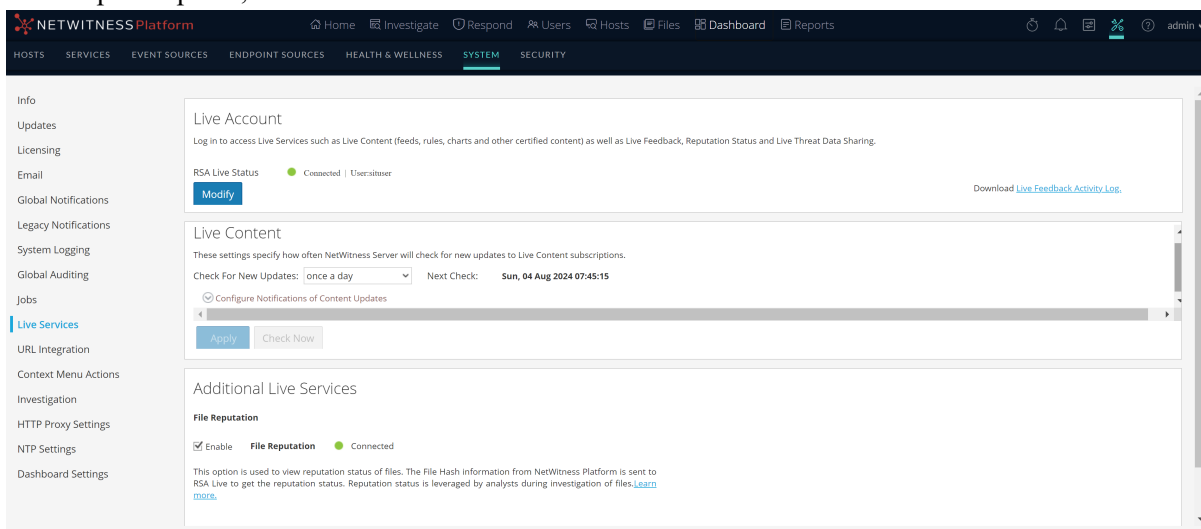 NETWITNESS Platform
Home Investigate Respond Users Hosts Files Dashboard Reports
admin
HOSTS SERVICES EVENT SOURCES ENDPOINT SOURCES HEALTH & WELLNESS SYSTEM SECURITY
Info
Updates
Licensing
Email
Global Notifications
Legacy Notifications
System Logging
Global Auditing
Jobs
Live Services
URL Integration
Context Menu Actions
Investigation
HTTP Proxy Settings
NTP Settings
Dashboard Settings
Live Account
Log in to access Live Services such as Live Content (feeds, rules, charts and other certified content) as well as Live Feedback, Reputation Status and Live Threat Data Sharing.
RSA Live Status Connected | User:situser
Modify
Download Live Feedback Activity Log.
Live Content
These settings specify how often NetWitness Server will check for new updates to Live Content subscriptions.
Check For New Updates: once a day Next Check: Sun, 04 Aug 2024 07:45:15
Configure Notifications of Content Updates
Apply Check Now
Additional Live Services
File Reputation
Enable File Reputation Connected
This option is used to view reputation status of files. The File Hash information from NetWitness Platform is sent to
RSA Live to get the reputation status. Reputation status is leveraged by analysts during investigation of files.Learn
more.